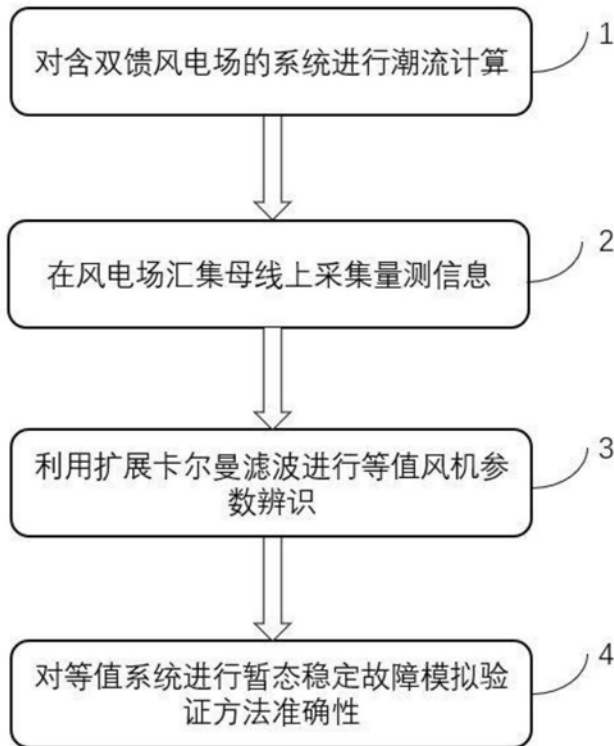 对含双馈风电场的系统进行潮流计算
1
在风电场汇集母线上采集量测信息
2
利用扩展卡尔曼滤波进行等值风机参
数辨识
3
对等值系统进行暂态稳定故障模拟验
证方法准确性
4